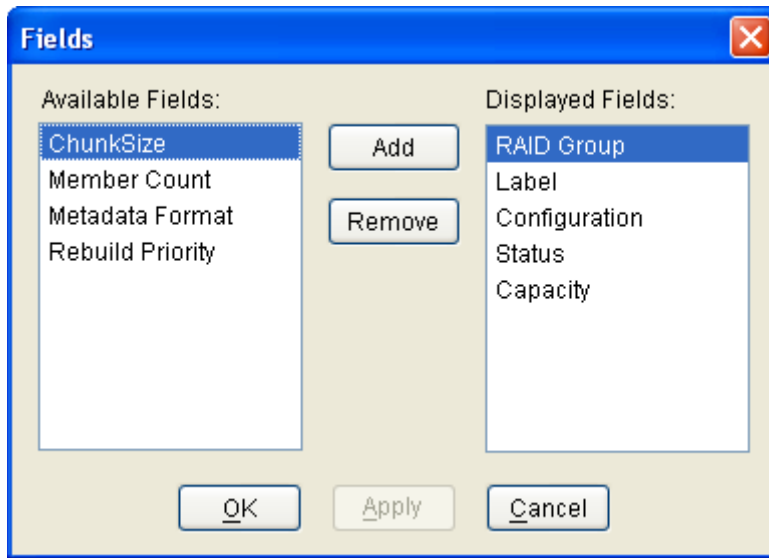 Fields
Available Fields:
ChunkSize
Member Count
Metadata Format
Rebuild Priority
Add
Remove
Displayed Fields:
RAID Group
Label
Configuration
Status
Capacity
OK
Apply
Cancel